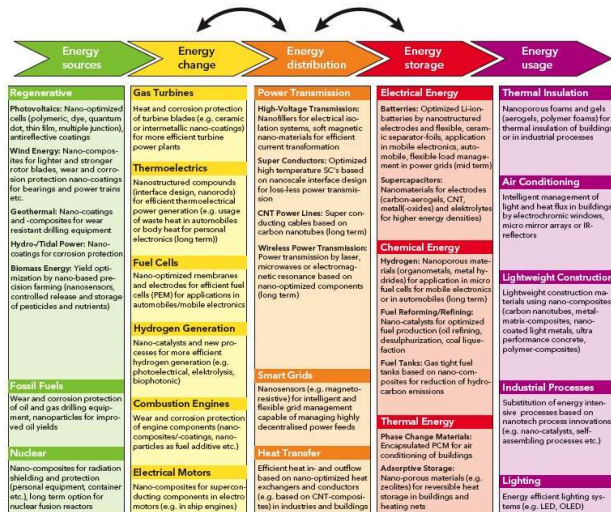 Energy
sources
Energy
change
Energy
distribution
Energy
storage
Energy
usage
Regenerative
Photovoltaics: Nano-optimized
cells (polymeric, dye, quantum
dot, thin film, multiple junction),
antireflective coatings
Wind Energy: Nano-compos-
ites for lighter and stronger
rotor blades, wear and corro-
sion protection nano-coatings
for bearings and power trains
etc.
Geothermal: Nano-coatings
and -composites for wear
resistant drilling equipment
Hydro-/Tidal Power: Nano-
coatings for corrosion protection
Biomass Energy: Yield opti-
mization by nano-based pre-
cision farming (nanosensors,
controlled release and storage
of pesticides and nutrients)
Fossil Fuels
Wear and corrosion protection
of oil and gas drilling equip-
ment, nanoparticles for impro-
ved oil yields
Nuclear
Nano-composites for radiation
shielding and protection
(personal equipment, container
etc.), long term option for
nuclear fusion reactors
Gas Turbines
Heat and corrosion protection
of turbine blades (e.g. ceramic
or intermetallic nano-coatings)
for more efficient turbine
power plants
Thermoelectrics
Nanostructured compounds
(interface design, nanorods)
for efficient thermoelectrical
power generation (e.g. usage
of waste heat in automobiles
or body heat for personal
electronics (long term))
Fuel Cells
Nano-optimized membranes
and electrodes for efficient fuel
cells (PEM) for applications in
automobiles/mobile electronics
Hydrogen Generation
Nano-catalysts and new pro-
cesses for more efficient
hydrogen generation (e.g.
photoelectrical, elektrolysis,
biophotonic)
Combustion Engines
Wear and corrosion protection
of engine components (nano-
composites/-coatings, nano-
particles as fuel additive etc.)
Electrical Motors
Nano-composites for supercon-
ducting components in electro
motors (e.g. in ship engines)
Power Transmission
High-Voltage Transmission:
Nanofillers for electrical iso-
lation systems, soft magnetic
nano-materials for efficient
current transformation
Super Conductors: Optimized
high temperature SC's based
on nanoscale interface design
for loss-less power transmis-
sion
CNT Power Lines: Super con-
ducting cables based on
carbon nanotubes (long term)
Wireless Power Transmission:
Power transmission by laser,
microwaves or electromag-
netic resonance based on
nano-optimized components
(long term)
Smart Grids
Nanosensors (e.g. magneto-
resistive) for intelligent and
flexible grid management
capable of managing highly
decentralised power feeds
Heat Transfer
Efficient heat in- and outflow
based on nano-optimized heat
exchangers and conductors
(e.g. based on CNT-composi-
tes) in industries and buildings
Electrical Energy
Batterries: Optimized Li-ion-
batteries by nanostructured
electrodes and flexible, ceram-
ic separator-foils, application
in mobile electronics, auto-
mobile, flexible load manage-
ment in power grids (mid term)
Supercapacitors:
Nanomaterials for electrodes
(carbon-aerogels, CNT,
metall(-oxides) and elektrolytes
for higher energy densities)
Chemical Energy
Hydrogen: Nanoporous mate-
rials (organometals, metal hy-
drides) for application in micro
fuel cells for mobile electronics
or in automobiles (long term)
Fuel Reforming/Refining:
Nano-catalysts for optimized
fuel production (oil refining,
desulphurization, coal lique-
faction
Fuel Tanks: Gas tight fuel
tanks based on nano-com-
posites for reduction of hydro-
carbon emissions
Thermal Energy
Phase Change Materials:
Encapsulated PCM for air
conditioning of buildings
Adsorptive Storage:
Nano-porous materials (e.g.
zeolites) for reversible heat
storage in buildings and
heating nets
Thermal Insulation
Nanoporous foams and gels
(aerogels, polymer foams) for
thermal insulation of buildings
or in industrial processes
Air Conditioning
Intelligent management of
light and heat flux in buildings
by electrochromic windows,
micro mirror arrays or IR-
reflectors
Lightweight Construction
Lightweight construction ma-
terials using nano-composites
(carbon nanotubes, metal-
matrix-composites, nano-
coated light metals, ultra
performance concrete,
polymer-composites)
Industrial Processes
Substitution of energy inten-
sive processes based on
nanotech process innovations
(e.g. nano-catalysts, self-
assembling processes etc.)
Lighting
Energy efficient lighting sys-
tems (e.g. LED, OLED)